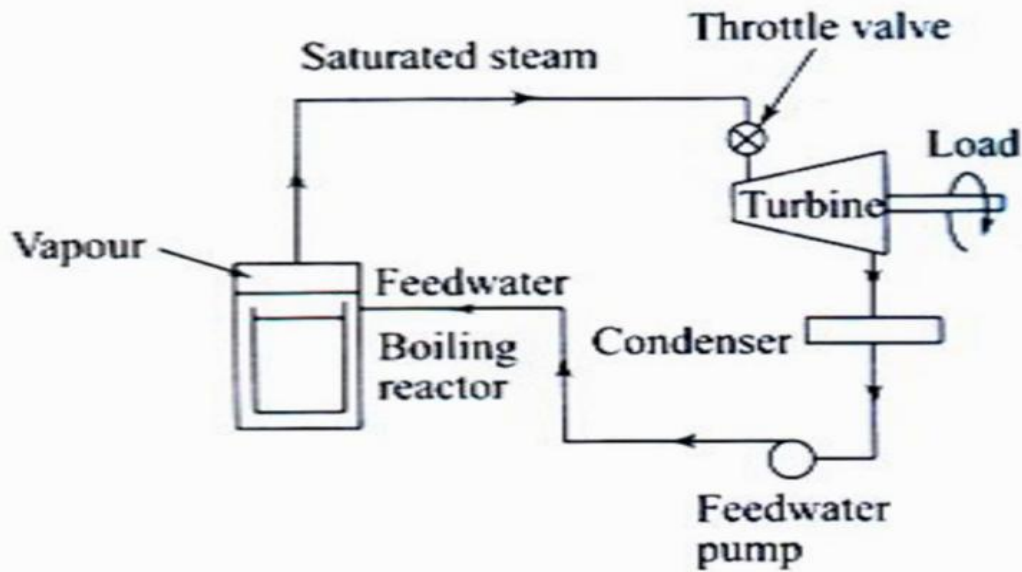 Throttle valve
Saturated steam
Load
Turbine
Vapour
Feedwater
Boiling
reactor
Condenser
Feedwater
pump